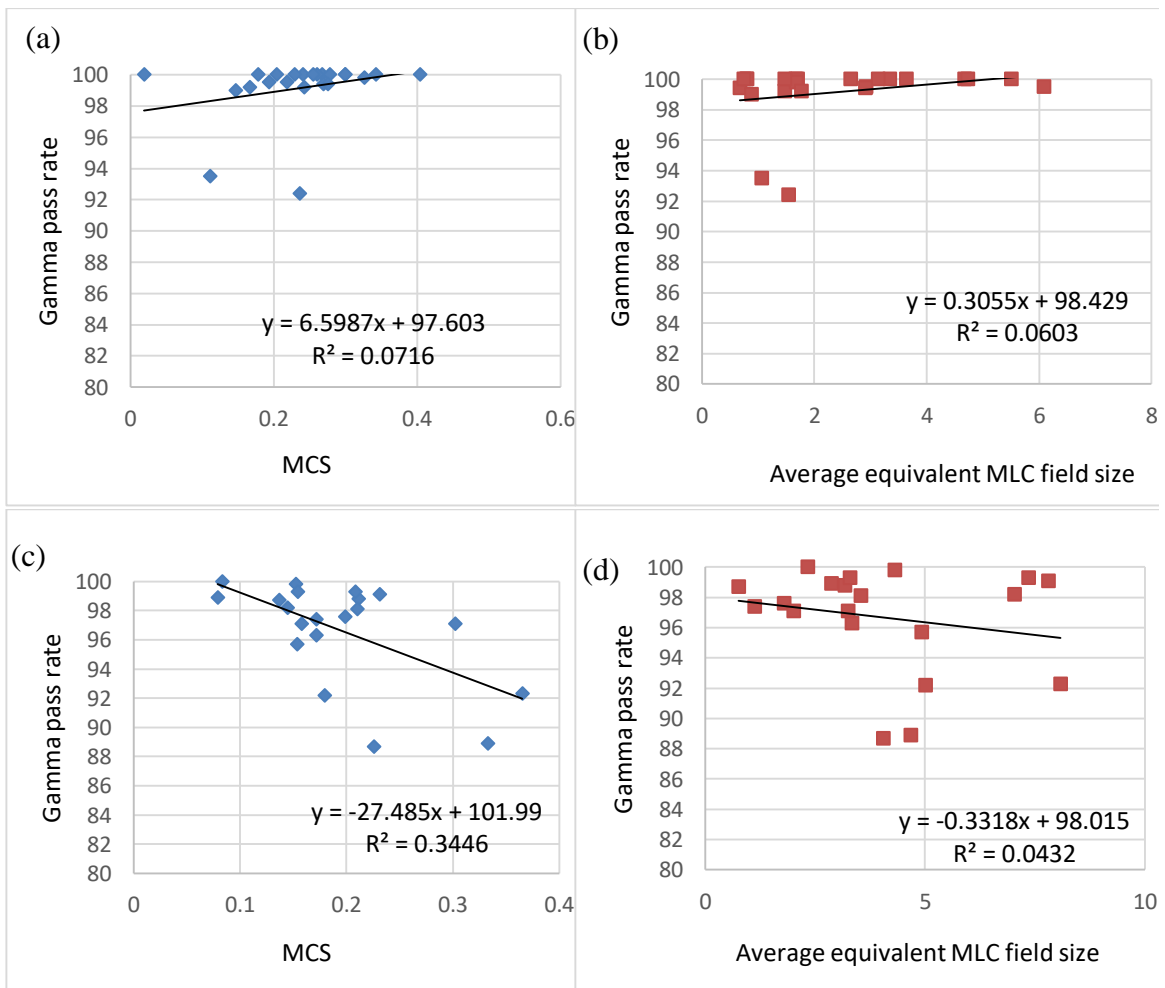 (a)
100
98
96
94
92
90
88
86
84
82
80
Gamma pass rate
y = 6.5987x + 97.603
R² = 0.0716
0 0.2 0.4 0.6
MCS
(b)
100
98
96
94
92
90
88
86
84
82
80
Gamma pass rate
y = 0.3055x + 98.429
R² = 0.0603
0 2 4 6 8
Average equivalent MLC field size
(c)
100
98
96
94
92
90
88
86
84
82
80
Gamma pass rate
y = -27.485x + 101.99
R² = 0.3446
0 0.1 0.2 0.3 0.4
MCS
(d)
100
98
96
94
92
90
88
86
84
82
80
Gamma pass rate
y = -0.3318x + 98.015
R² = 0.0432
0 5 10
Average equivalent MLC field size